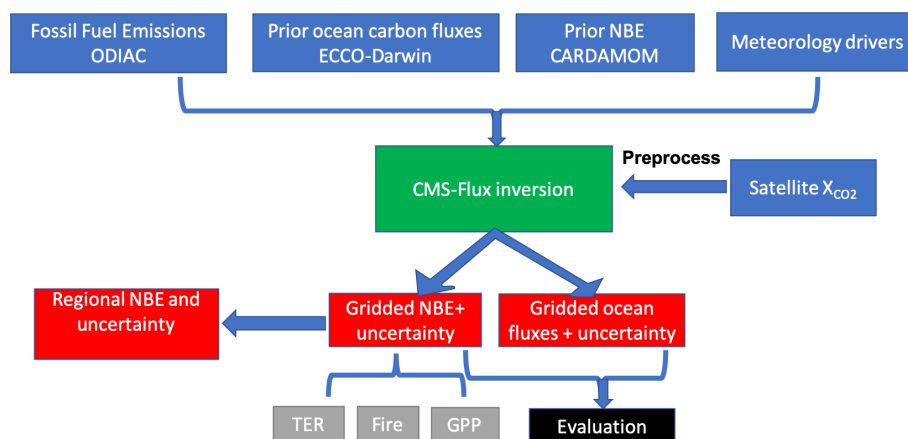 Fossil Fuel Emissions
ODIAC
Prior ocean carbon fluxes
ECCO-Darwin
Prior NBE
CARDAMOM
Meteorology drivers
CMS-Flux inversion
Preprocess
Satellite X_CO2
Regional NBE and
uncertainty
Gridded NBE+
uncertainty
Gridded ocean
fluxes + uncertainty
TER
Fire
GPP
Evaluation